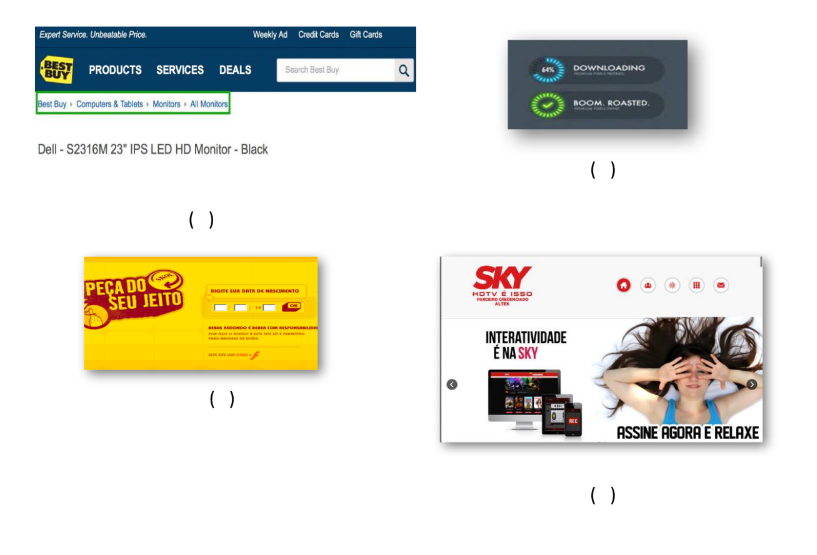 Expert Service. Unbeatable Price.
Weekly Ad Credit Cards Gift Cards
BEST BUY PRODUCTS SERVICES DEALS Search Best Buy
Best Buy › Computers & Tablets › Monitors › All Monitors
Dell - S2316M 23" IPS LED HD Monitor - Black
( )
64% DOWNLOADING
BOOM, ROASTED.
( )
SKOL
PEÇA DO
SEU JEITO
DIGITE SUA DATA DE NASCIMENTO
19 OK
BEBER REDONDO É BEBER COM RESPONSABILIDADE
( )
SKY
HDTV É ISSO
PARCEIRO CREDENCIADO
ALTEX
INTERATIVIDADE
É NA SKY
REC
ASSINE AGORA E RELAXE
( )